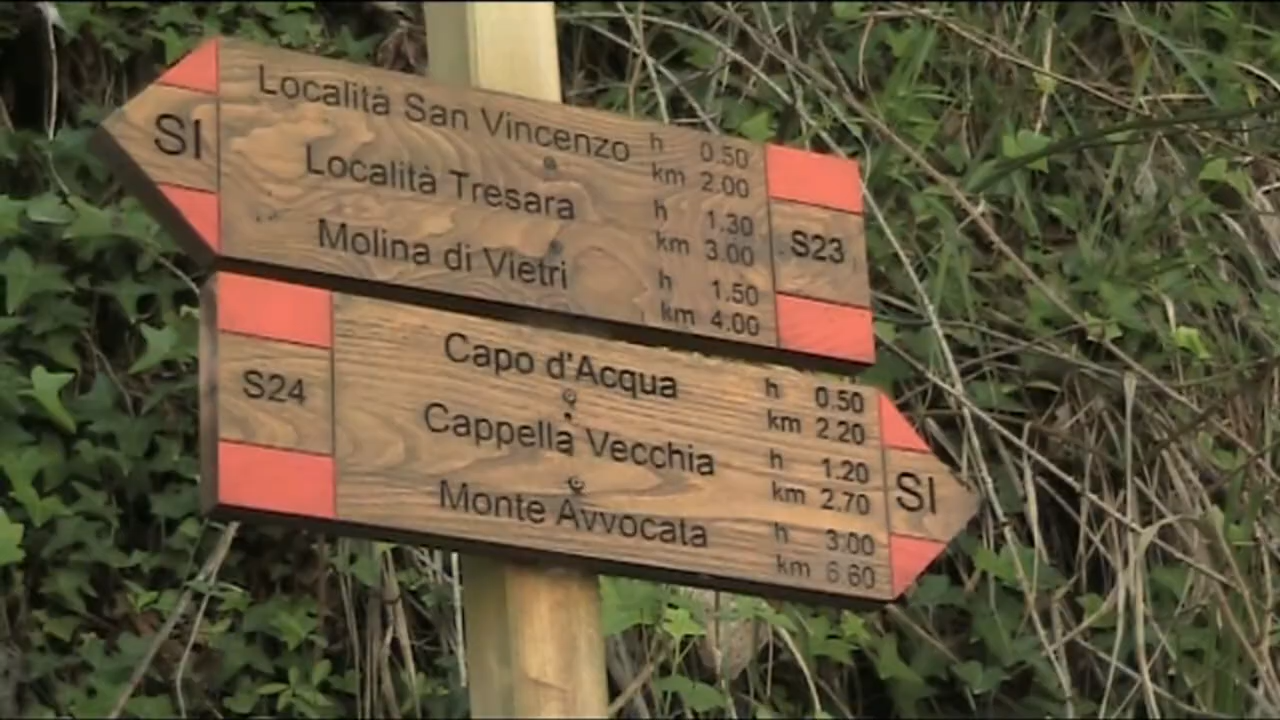 SI
Località San Vincenzo h 0.50
km 2.00
Località Tresara h 1.30
km 3.00
Molina di Vietri h 1.50
km 4.00
S23
S24
Capo d'Acqua h 0.50
km 2.20
Cappella Vecchia h 1.20
km 2.70
Monte Avvocata h 3.00
km 6.60
SI